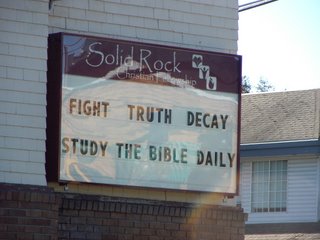 Solid Rock
Christian Fellowship
FIGHT TRUTH DECAY
STUDY THE BIBLE DAILY